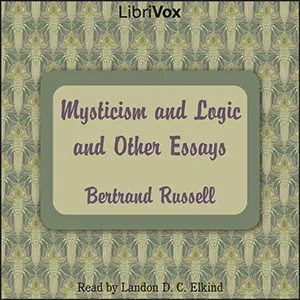 LibriVox
Mysticism and Logic
and Other Essays
Bertrand Russell
Read by Landon D. C. Elkind